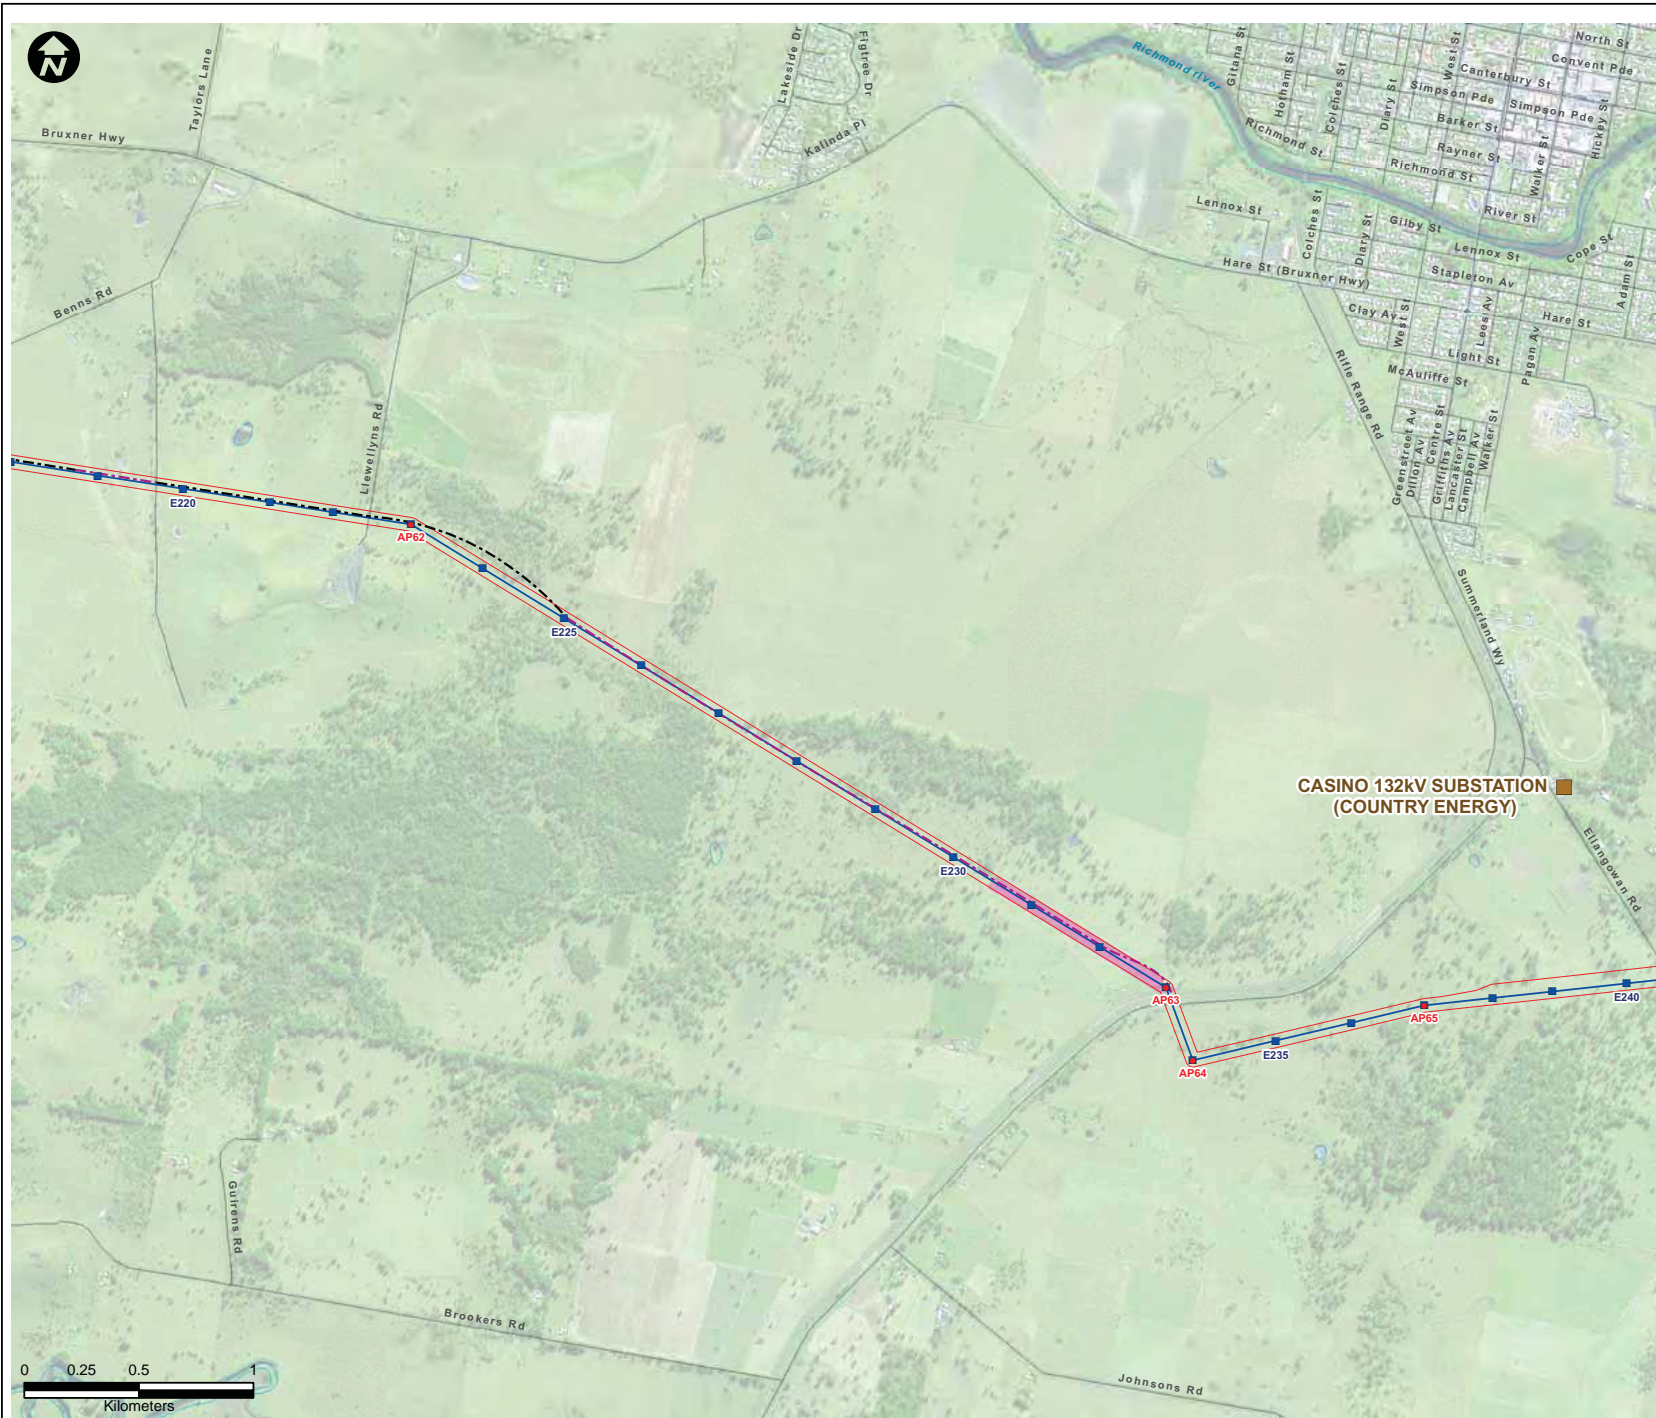 N
Taylors Lane
Bruxner Hwy
Lakeside Dr
Figtree Dr
Kalinda Pl
Richmond river
Gitana St
Hotham St
Colches St
Diary St
West St
North St
Convent Pde
Canterbury St
Simpson Pde
Simpson Pde
Barker St
Hickey St
Richmond St
Rayner St
Richmond St
Walker St
Lennox St
River St
Gilby St
Colches St
Diary St
Lennox St
Cope St
Hare St (Bruxner Hwy)
Stapleton Av
Adam St
Benns Rd
Clay Av
West St
Lees Av
Hare St
Light St
Pagan Av
Rifle Range Rd
McAuliffe St
Llewellyns Rd
Greenstreet Av
Dillon Av
Centre St
Griffiths Av
Lancaster St
Campbell Av
Walker St
E220
AP62
Summerland Wy
E225
CASINO 132kV SUBSTATION
(COUNTRY ENERGY)
Ellangowan Rd
E230
AP63
E240
AP65
E235
AP64
Guirens Rd
Brookers Rd
Johnsons Rd
0 0.25 0.5 1
Kilometers